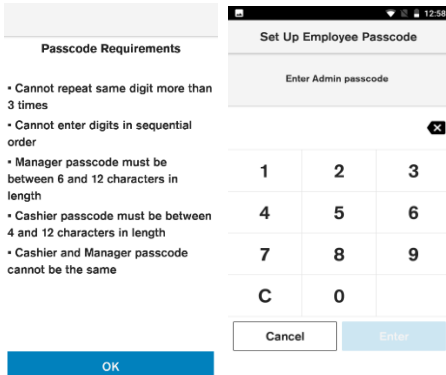 Passcode Requirements
▪ Cannot repeat same digit more than
3 times
▪ Cannot enter digits in sequential
order
▪ Manager passcode must be
between 6 and 12 characters in
length
▪ Cashier passcode must be between
4 and 12 characters in length
▪ Cashier and Manager passcode
cannot be the same
OK
12:58
Set Up Employee Passcode
Enter Admin passcode
1 2 3
4 5 6
7 8 9
C 0
Cancel Enter